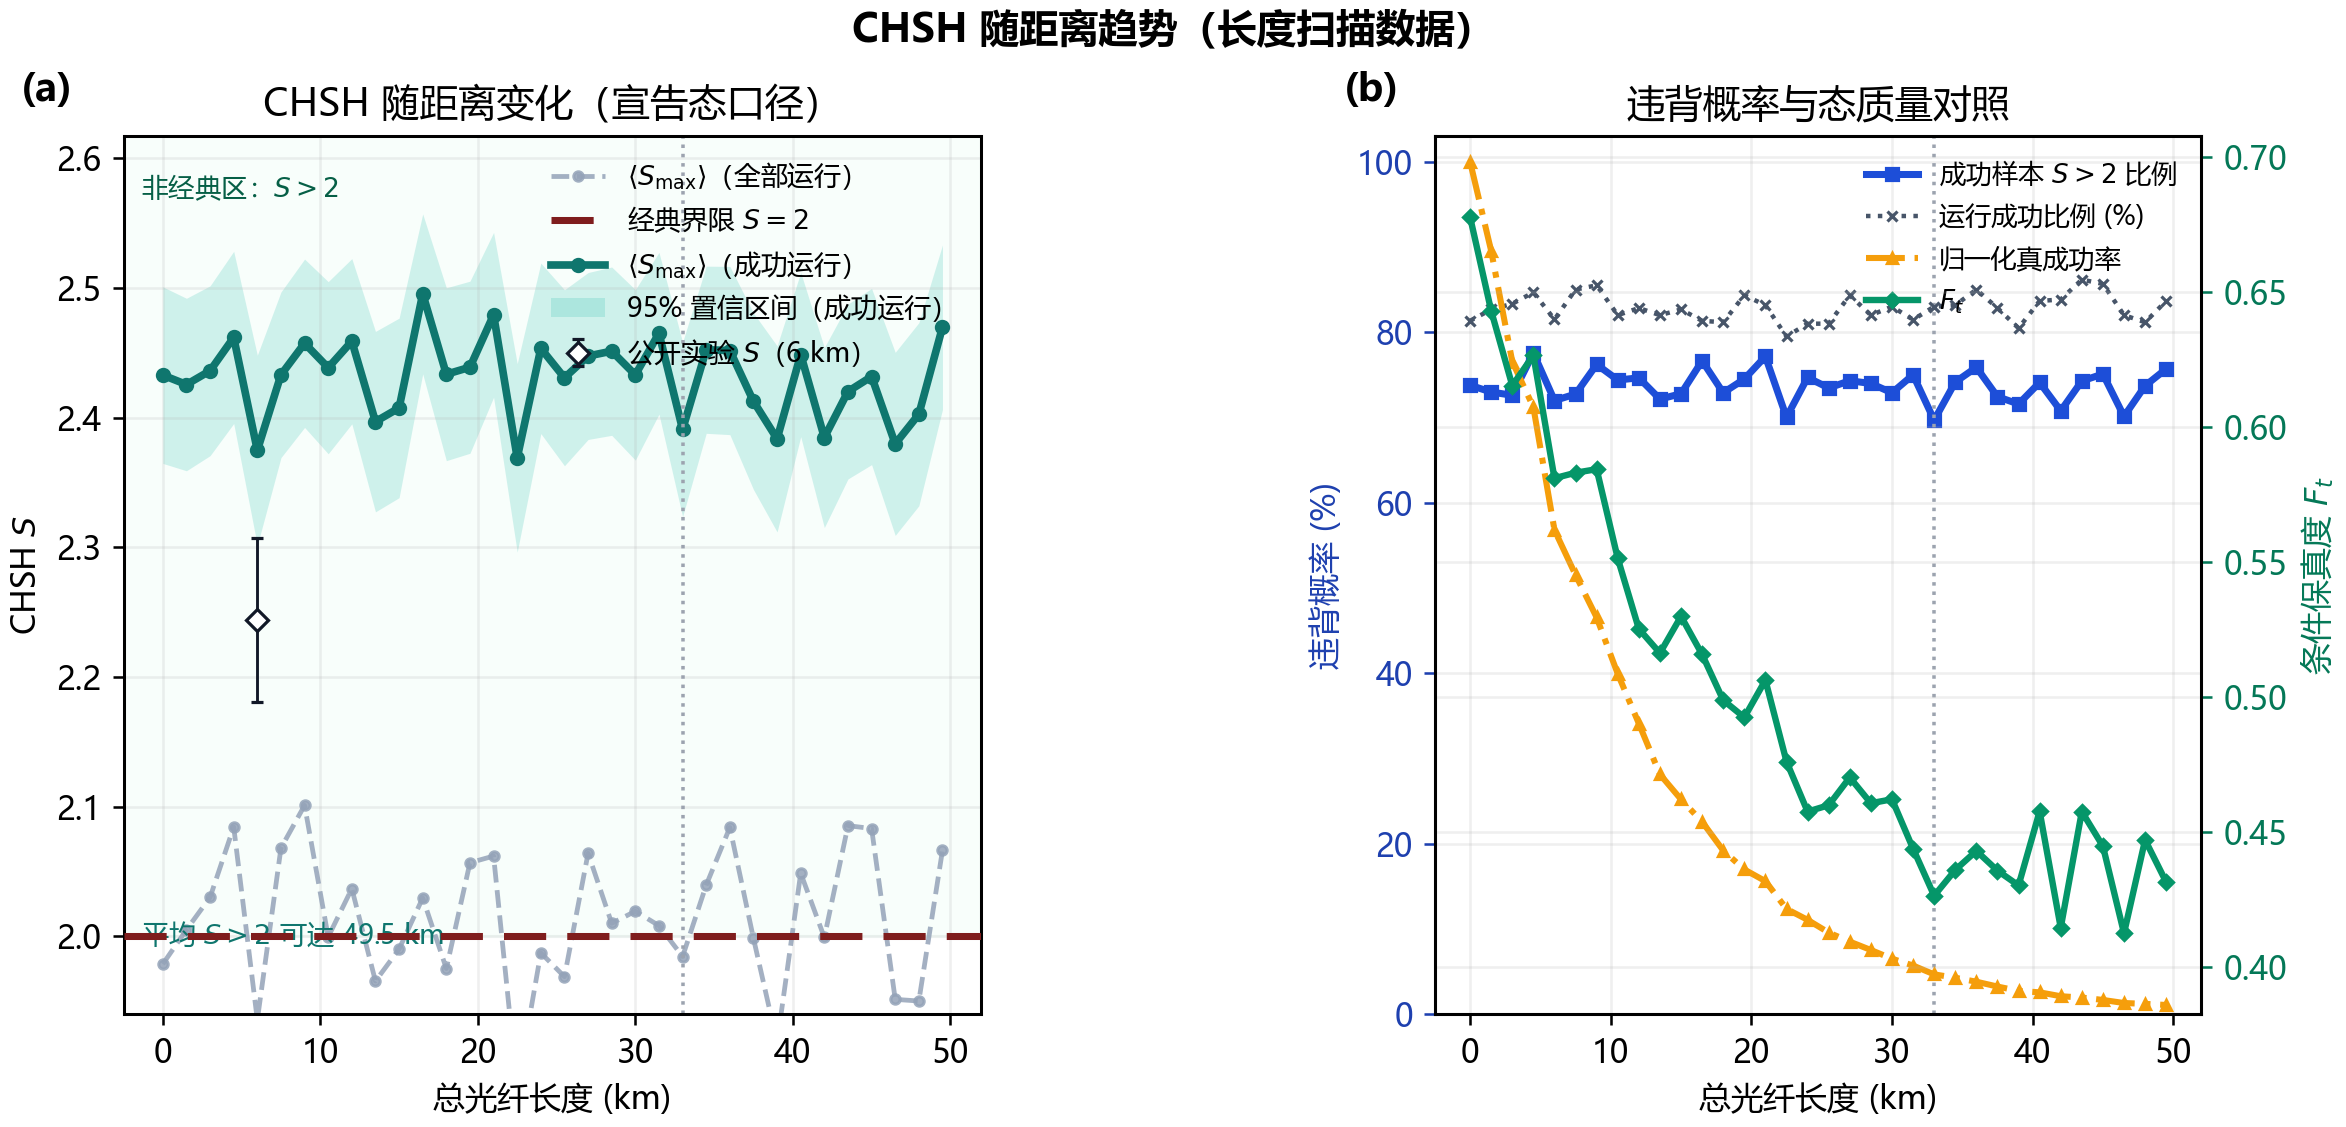 CHSH 随距离趋势（长度扫描数据）
(a)
CHSH 随距离变化（宣告态口径）
CHSH S
2.6
2.5
2.4
2.3
2.2
2.1
2.0
非经典区：S > 2
⟨Smax⟩（全部运行）
经典界限 S = 2
⟨Smax⟩（成功运行）
95% 置信区间（成功运行）
公开实验 S（6 km）
平均 S > 2 可达 49.5 km
0 10 20 30 40 50
总光纤长度 (km)
(b)
违背概率与态质量对照
违背概率 (%)
100
80
60
40
20
0
成功样本 S > 2 比例
运行成功比例 (%)
归一化真成功率
Ft
0.70
0.65
0.60
0.55
0.50
0.45
0.40
条件保真度 Ft
0 10 20 30 40 50
总光纤长度 (km)